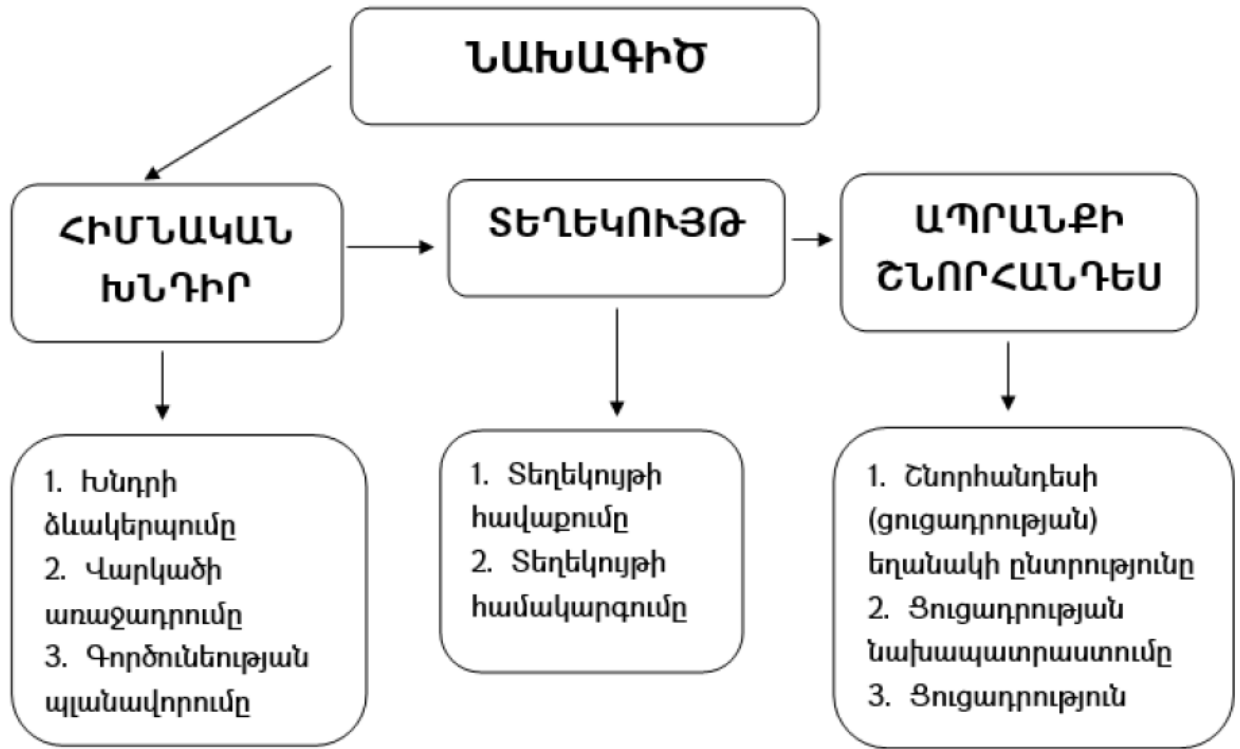 ՆԱԽԱԳԻԾ
ՀԻՄՆԱԿԱՆ
ԽՆԴԻՐ
ՏԵՂԵԿՈՒՅԹ
ԱՊՐԱՆՔԻ
ՇՆՈՐՀԱՆԴԵՍ
1. Խնդրի
ձևակերպումը
2. Վարկածի
առաջադրումը
3. Գործունեության
պլանավորումը
1. Տեղեկույթի
հավաքումը
2. Տեղեկույթի
համակարգումը
1. Շնորհանդեսի
(ցուցադրության)
եղանակի ընտրությունը
2. Ցուցադրության
նախապատրաստումը
3. Ցուցադրություն